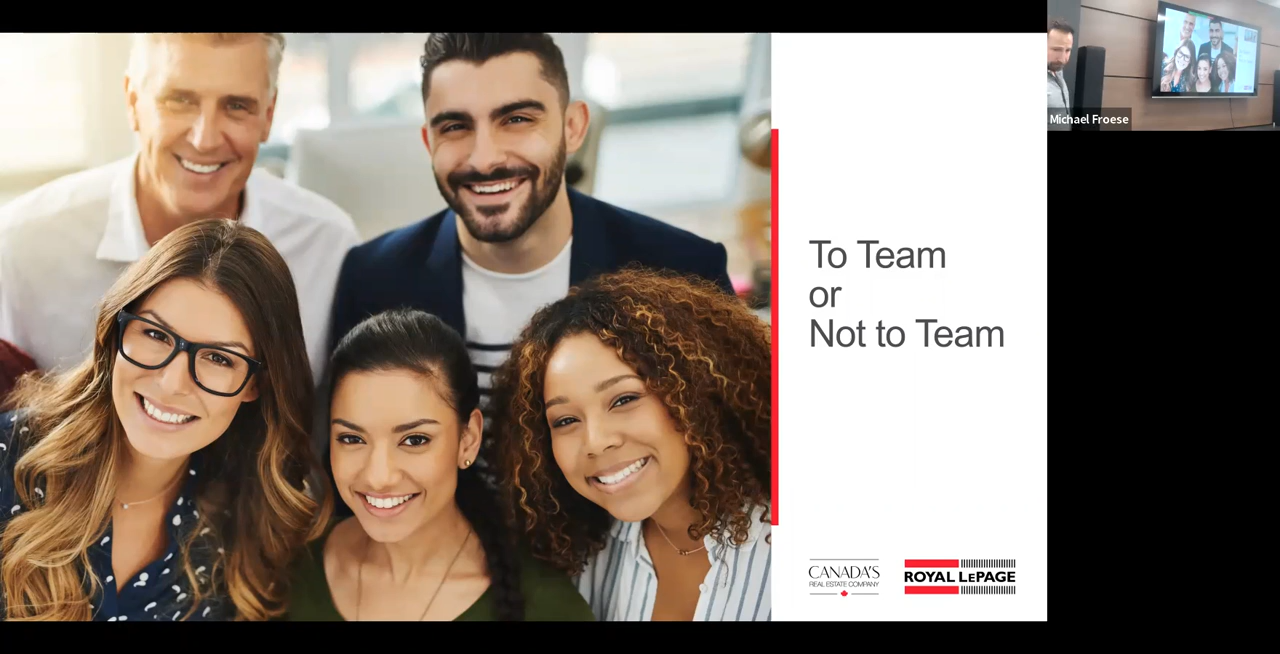 To Team
or
Not to Team
CANADA'S
REAL ESTATE COMPANY
ROYAL LEPAGE
Michael Froese